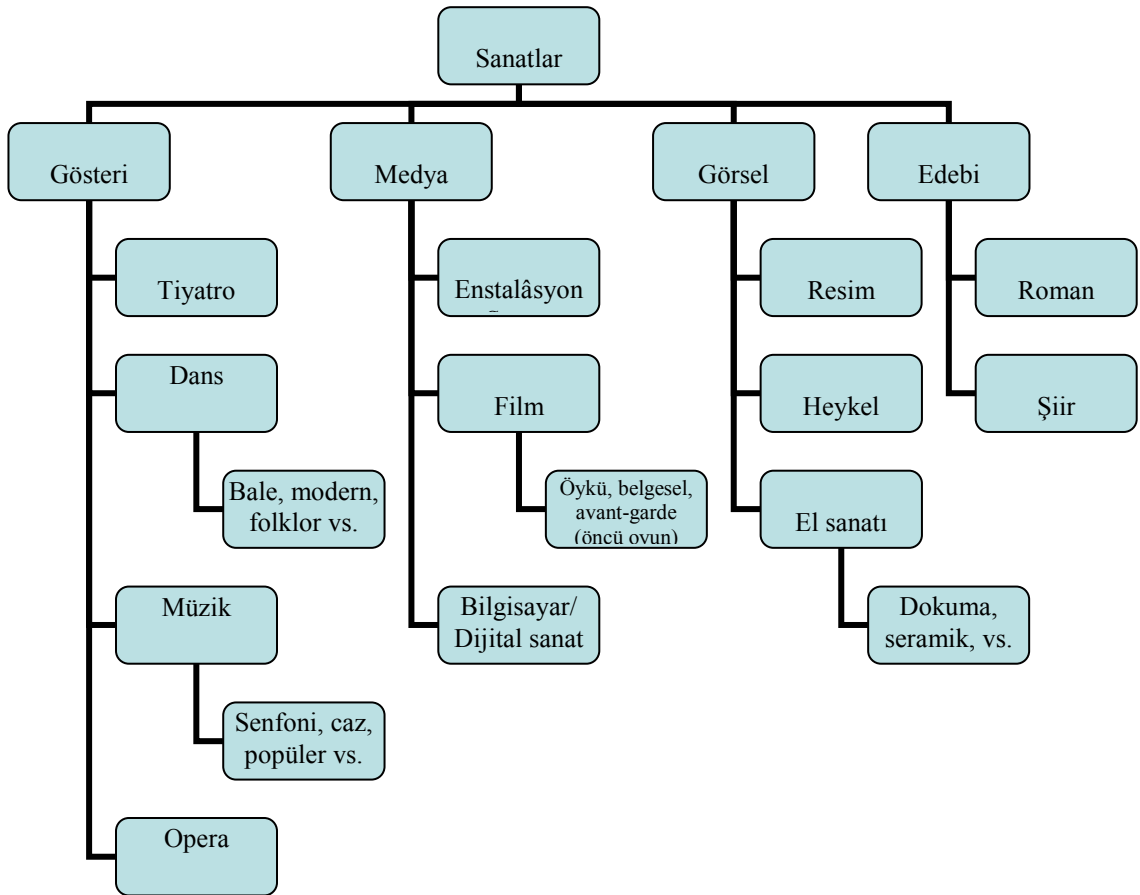 Sanatlar
Gösteri
Medya
Görsel
Edebi
Tiyatro
Enstalâsyon
Resim
Roman
Dans
Film
Heykel
Şiir
Bale, modern,
folklor vs.
Öykü, belgesel,
avant-garde
(öncü oyun)
El sanatı
Müzik
Bilgisayar/
Dijital sanat
Dokuma,
seramik, vs.
Senfoni, caz,
popüler vs.
Opera